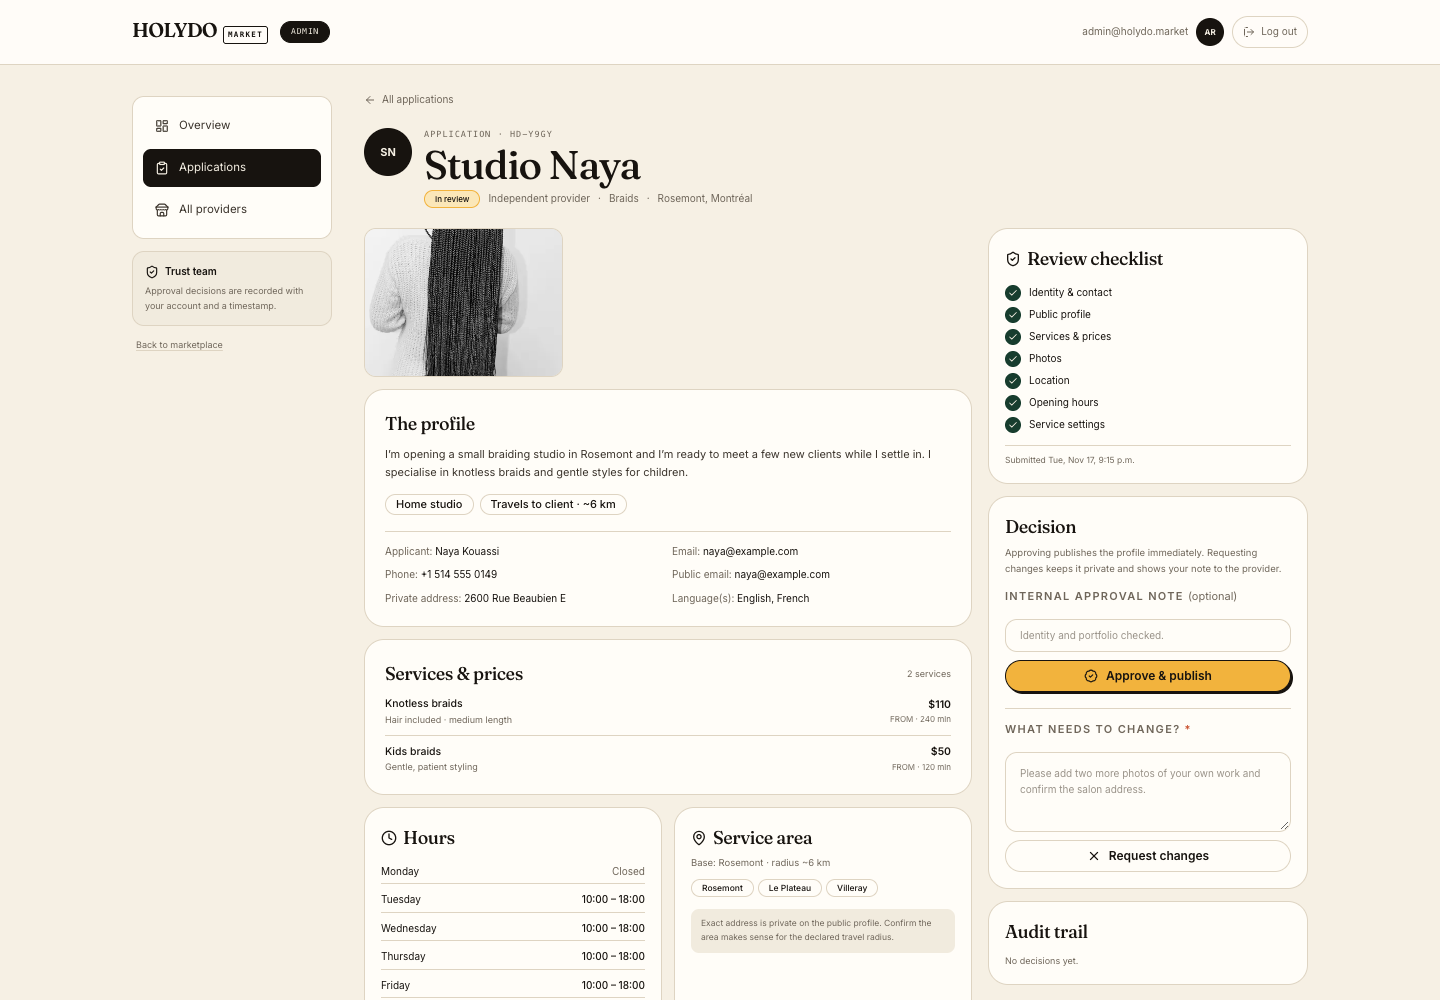 HOLYDO MARKET ADMIN
admin@holydo.market AR Log out
Overview
Applications
All providers
Trust team
Approval decisions are recorded with
your account and a timestamp.
Back to marketplace
All applications
SN
APPLICATION · HD-Y9GY
Studio Naya
In review Independent provider · Braids · Rosemont, Montréal
The profile
I'm opening a small braiding studio in Rosemont and I'm ready to meet a few new clients while I settle in. I
specialise in knotless braids and gentle styles for children.
Home studio Travels to client · ~6 km
Applicant: Naya Kouassi Email: naya@example.com
Phone: +1 514 555 0149 Public email: naya@example.com
Private address: 2600 Rue Beaubien E Language(s): English, French
Services & prices 2 services
Knotless braids $110
Hair included · medium length FROM · 240 min
Kids braids $50
Gentle, patient styling FROM · 120 min
Hours
Monday Closed
Tuesday 10:00 – 18:00
Wednesday 10:00 – 18:00
Thursday 10:00 – 18:00
Friday 10:00 – 18:00
Service area
Base: Rosemont · radius ~6 km
Rosemont Le Plateau Villeray
Exact address is private on the public profile. Confirm the
area makes sense for the declared travel radius.
Review checklist
Identity & contact
Public profile
Services & prices
Photos
Location
Opening hours
Service settings
Submitted Tue, Nov 17, 9:15 p.m.
Decision
Approving publishes the profile immediately. Requesting
changes keeps it private and shows your note to the provider.
INTERNAL APPROVAL NOTE (optional)
Identity and portfolio checked.
Approve & publish
WHAT NEEDS TO CHANGE? *
Please add two more photos of your own work and
confirm the salon address.
Request changes
Audit trail
No decisions yet.